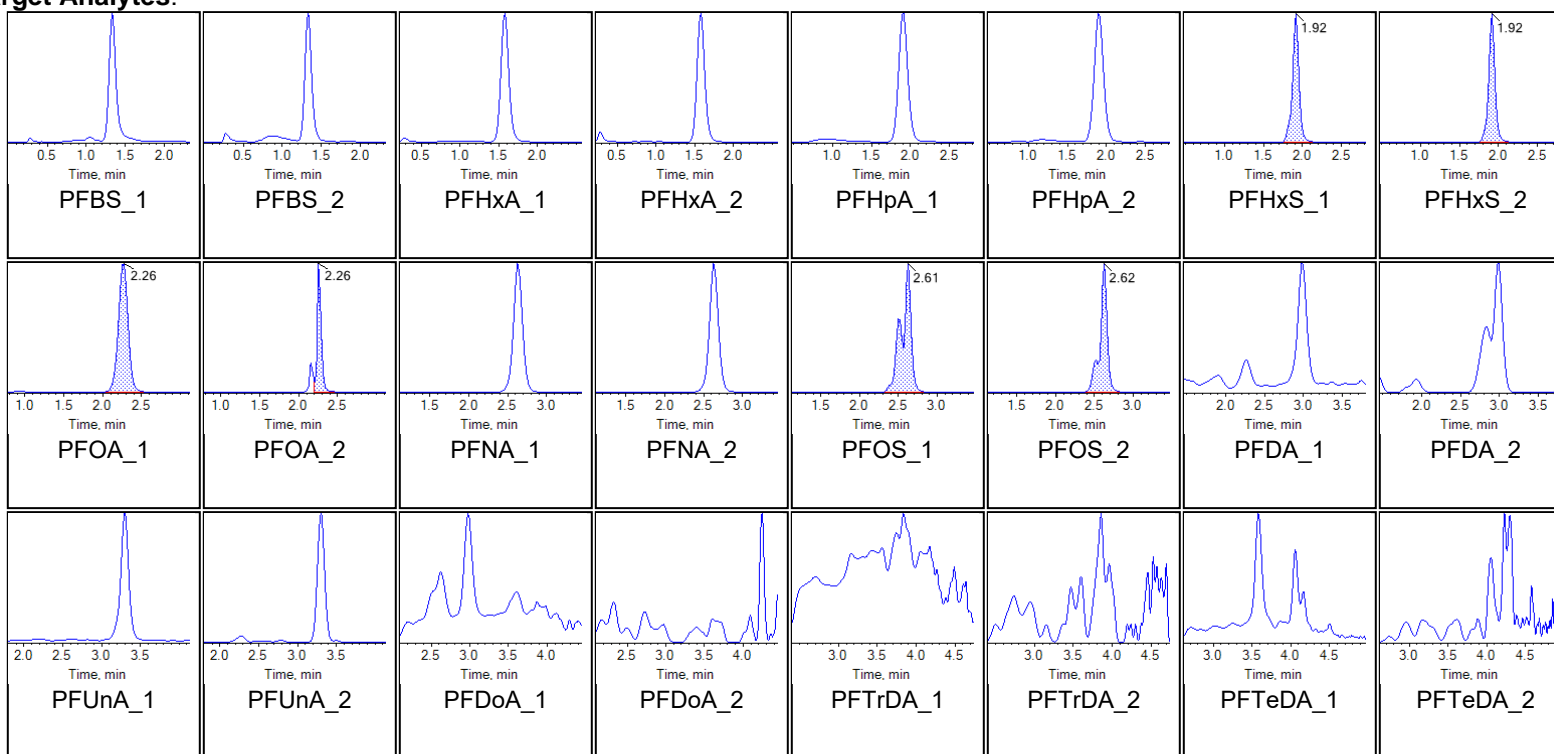 arget Analytes:
1.92 1.92
0.5 1.0 1.5 2.0 0.5 1.0 1.5 2.0 0.5 1.0 1.5 2.0 0.5 1.0 1.5 2.0 1.0 1.5 2.0 2.5 1.0 1.5 2.0 2.5 1.0 1.5 2.0 2.5 1.0 1.5 2.0 2.5
Time, min Time, min Time, min Time, min Time, min Time, min Time, min Time, min
PFBS_1 PFBS_2 PFHxA_1 PFHxA_2 PFHpA_1 PFHpA_2 PFHxS_1 PFHxS_2
2.26 2.26 2.61 2.62
1.0 1.5 2.0 2.5 1.0 1.5 2.0 2.5 1.5 2.0 2.5 3.0 1.5 2.0 2.5 3.0 1.5 2.0 2.5 3.0 1.5 2.0 2.5 3.0 2.0 2.5 3.0 3.5 2.0 2.5 3.0 3.5
Time, min Time, min Time, min Time, min Time, min Time, min Time, min Time, min
PFOA_1 PFOA_2 PFNA_1 PFNA_2 PFOS_1 PFOS_2 PFDA_1 PFDA_2
2.0 2.5 3.0 3.5 2.0 2.5 3.0 3.5 2.5 3.0 3.5 4.0 2.5 3.0 3.5 4.0 3.0 3.5 4.0 4.5 3.0 3.5 4.0 4.5 3.0 3.5 4.0 4.5 3.0 3.5 4.0 4.5
Time, min Time, min Time, min Time, min Time, min Time, min Time, min Time, min
PFUnA_1 PFUnA_2 PFDoA_1 PFDoA_2 PFTrDA_1 PFTrDA_2 PFTeDA_1 PFTeDA_2